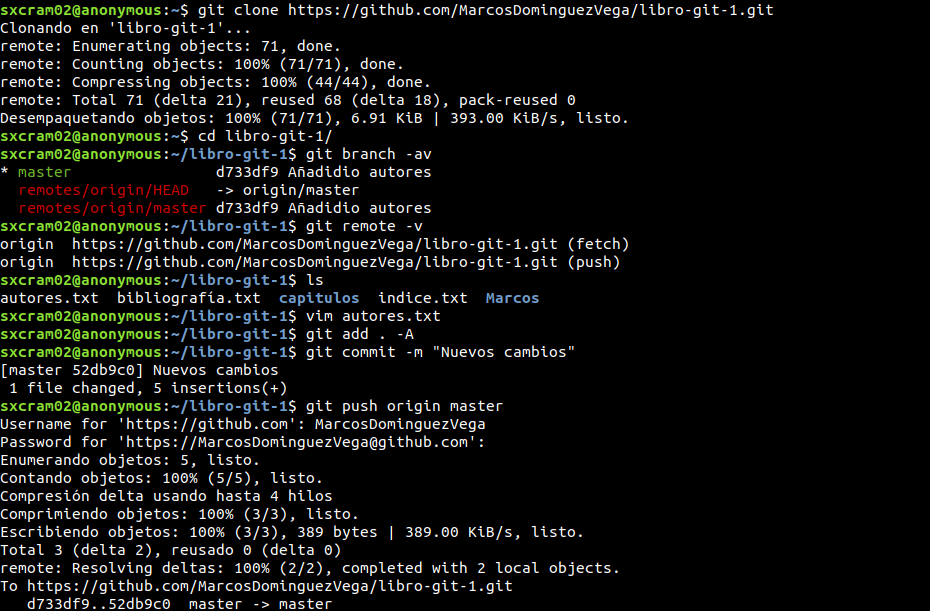 sxcram02@anonymous:~$ git clone https://github.com/MarcosDominguezVega/libro-git-1.git
Clonando en 'libro-git-1'...
remote: Enumerating objects: 71, done.
remote: Counting objects: 100% (71/71), done.
remote: Compressing objects: 100% (44/44), done.
remote: Total 71 (delta 21), reused 68 (delta 18), pack-reused 0
Desempaquetando objetos: 100% (71/71), 6.91 KiB | 393.00 KiB/s, listo.
sxcram02@anonymous:~$ cd libro-git-1/
sxcram02@anonymous:~/libro-git-1$ git branch -av
* master                d733df9 Añadidio autores
  remotes/origin/HEAD   -> origin/master
  remotes/origin/master d733df9 Añadidio autores
sxcram02@anonymous:~/libro-git-1$ git remote -v
origin  https://github.com/MarcosDominguezVega/libro-git-1.git (fetch)
origin  https://github.com/MarcosDominguezVega/libro-git-1.git (push)
sxcram02@anonymous:~/libro-git-1$ ls
autores.txt  bibliografía.txt  capitulos  indice.txt  Marcos
sxcram02@anonymous:~/libro-git-1$ vim autores.txt
sxcram02@anonymous:~/libro-git-1$ git add . -A
sxcram02@anonymous:~/libro-git-1$ git commit -m "Nuevos cambios"
[master 52db9c0] Nuevos cambios
 1 file changed, 5 insertions(+)
sxcram02@anonymous:~/libro-git-1$ git push origin master
Username for 'https://github.com': MarcosDominguezVega
Password for 'https://MarcosDominguezVega@github.com':
Enumerando objetos: 5, listo.
Contando objetos: 100% (5/5), listo.
Compresión delta usando hasta 4 hilos
Comprimiendo objetos: 100% (3/3), listo.
Escribiendo objetos: 100% (3/3), 389 bytes | 389.00 KiB/s, listo.
Total 3 (delta 2), reusado 0 (delta 0)
remote: Resolving deltas: 100% (2/2), completed with 2 local objects.
To https://github.com/MarcosDominguezVega/libro-git-1.git
   d733df9..52db9c0  master -> master